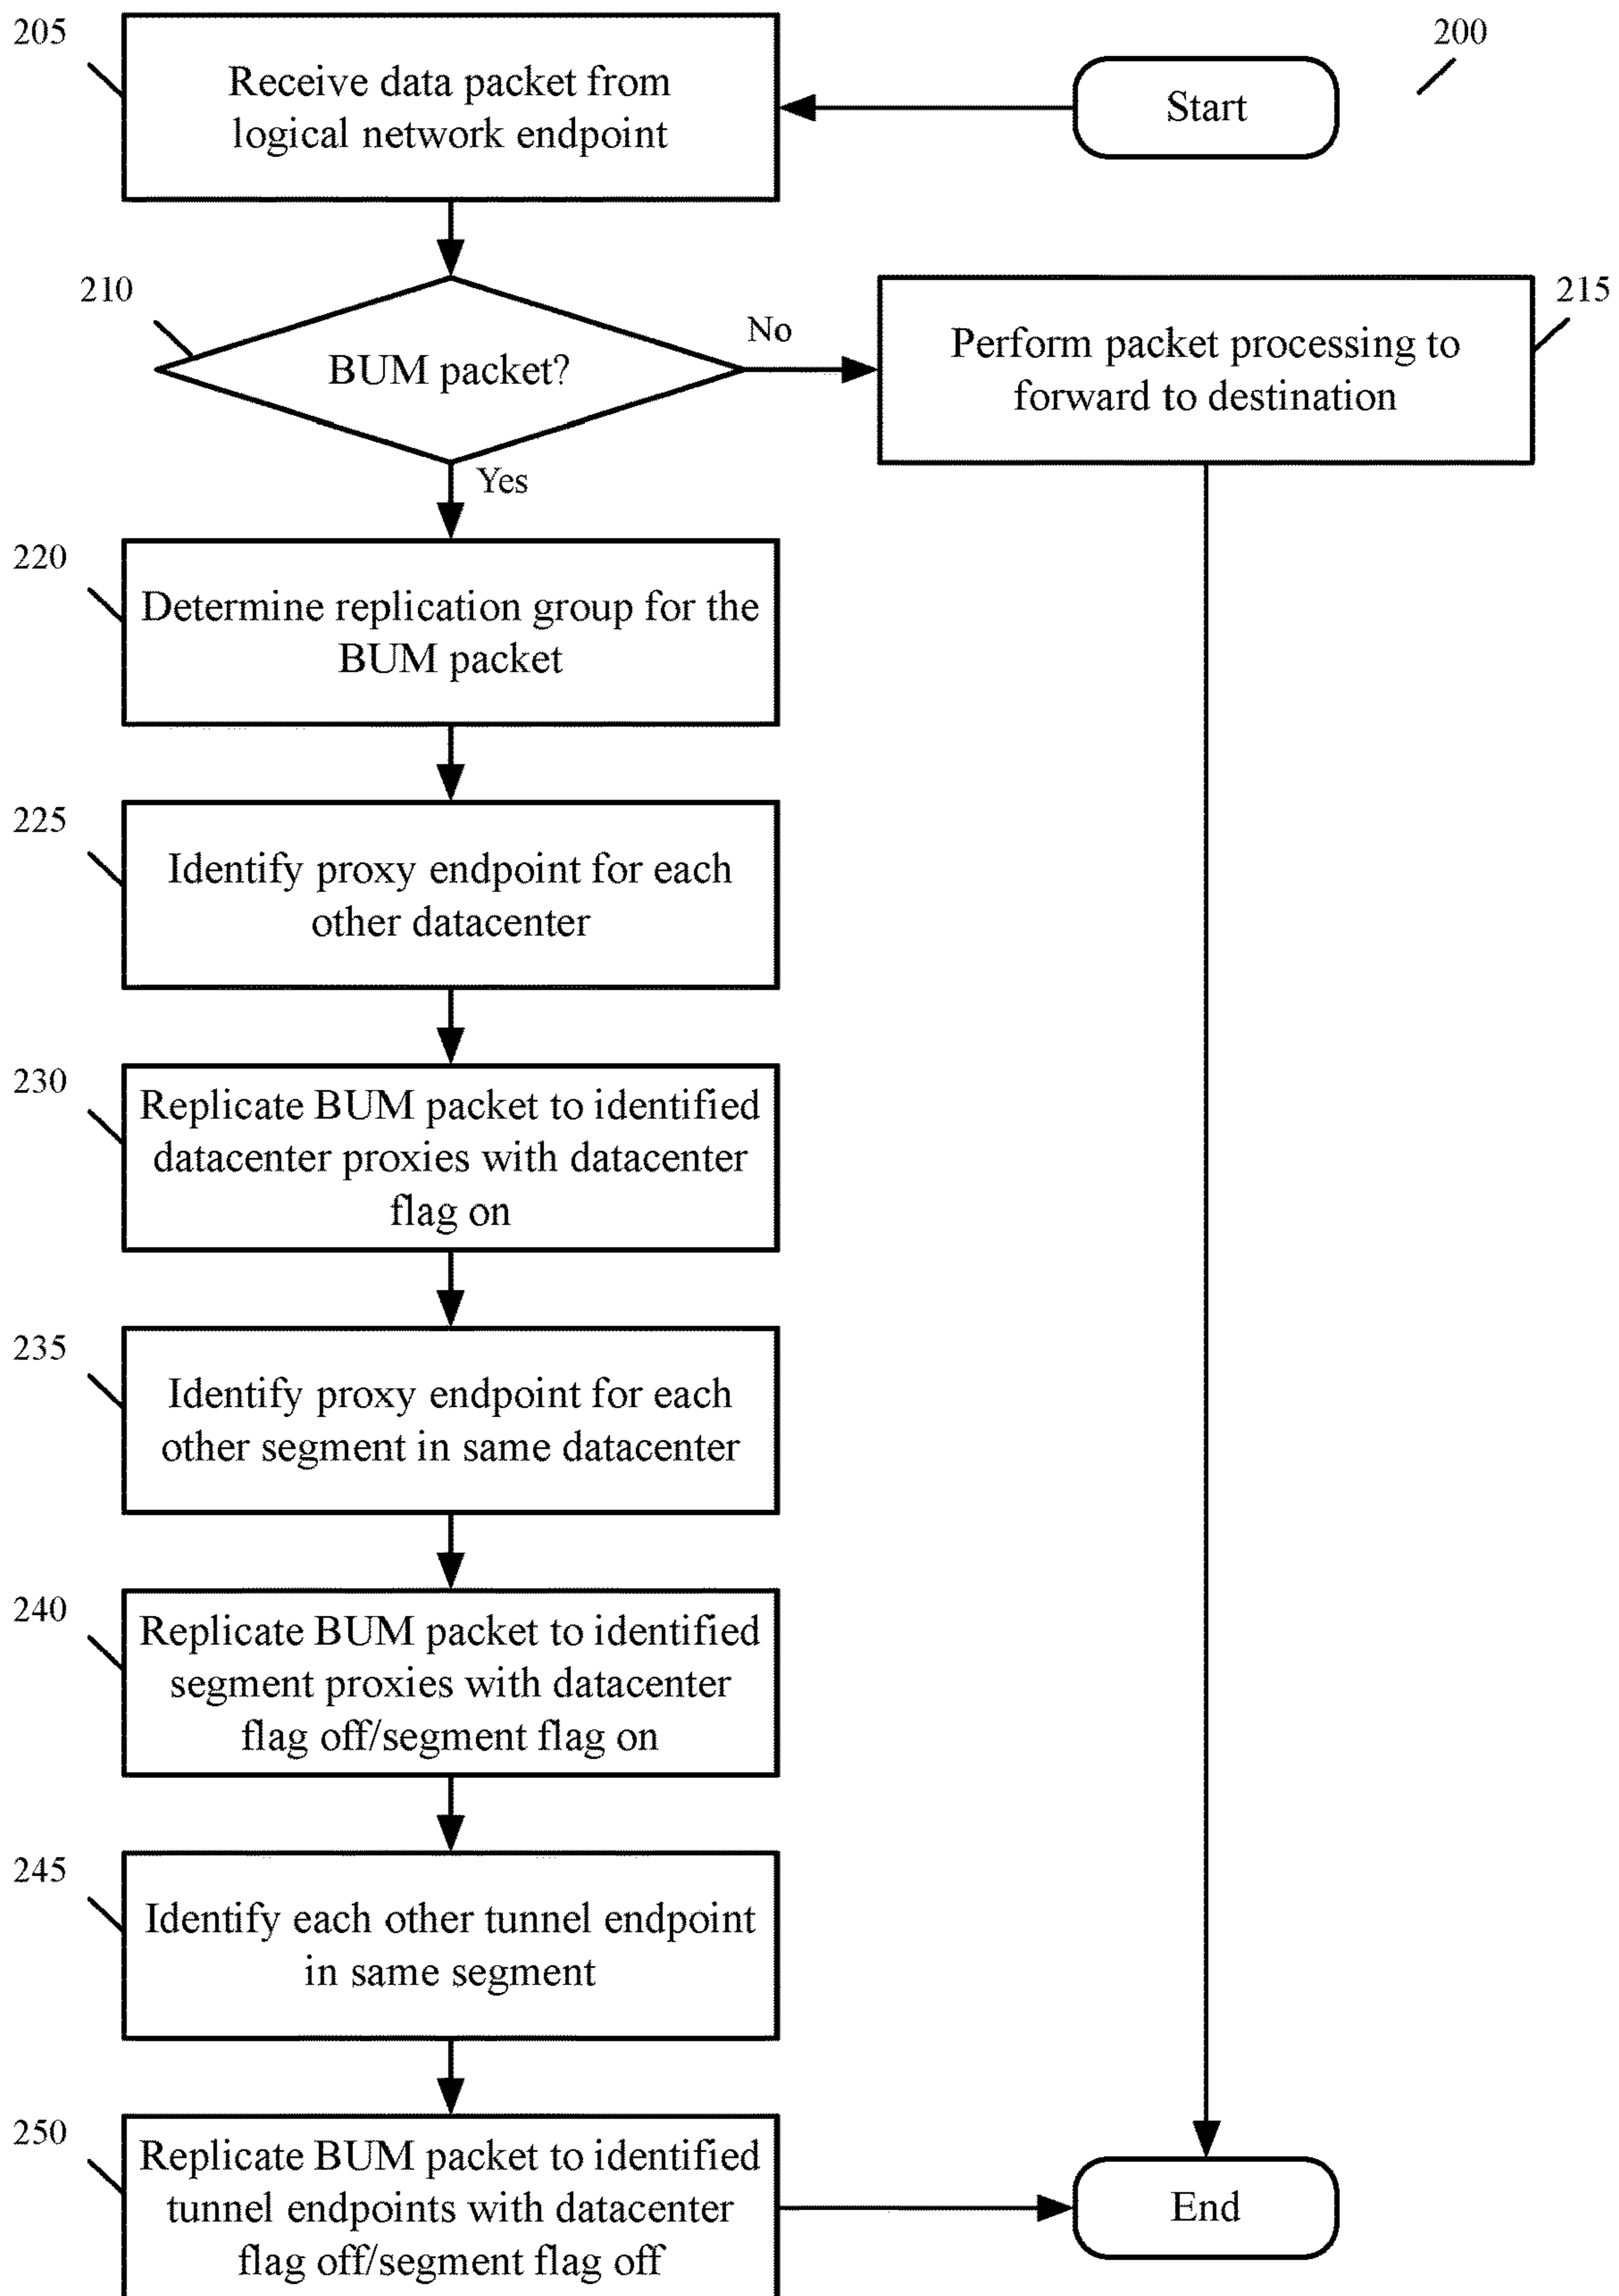 205
Receive data packet from
logical network endpoint
Start
200
210
BUM packet?
No
Yes
Perform packet processing to
forward to destination
215
220
Determine replication group for the
BUM packet
225
Identify proxy endpoint for each
other datacenter
230
Replicate BUM packet to identified
datacenter proxies with datacenter
flag on
235
Identify proxy endpoint for each
other segment in same datacenter
240
Replicate BUM packet to identified
segment proxies with datacenter
flag off/segment flag on
245
Identify each other tunnel endpoint
in same segment
250
Replicate BUM packet to identified
tunnel endpoints with datacenter
flag off/segment flag off
End